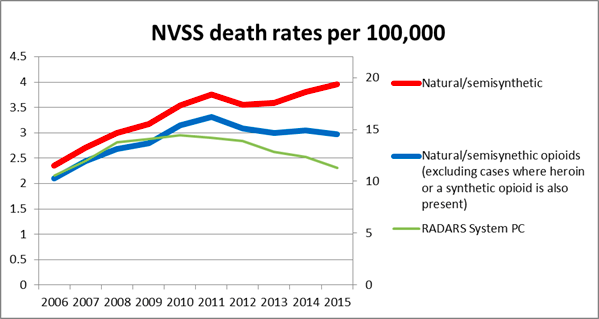 NVSS death rates per 100,000
4.5
4
3.5
3
2.5
2
1.5
1
0.5
0
20
15
10
5
0
2006 2007 2008 2009 2010 2011 2012 2013 2014 2015
Natural/semisynthetic
Natural/semisynethic opioids
(excluding cases where heroin
or a synthetic opioid is also
present)
RADARS System PC